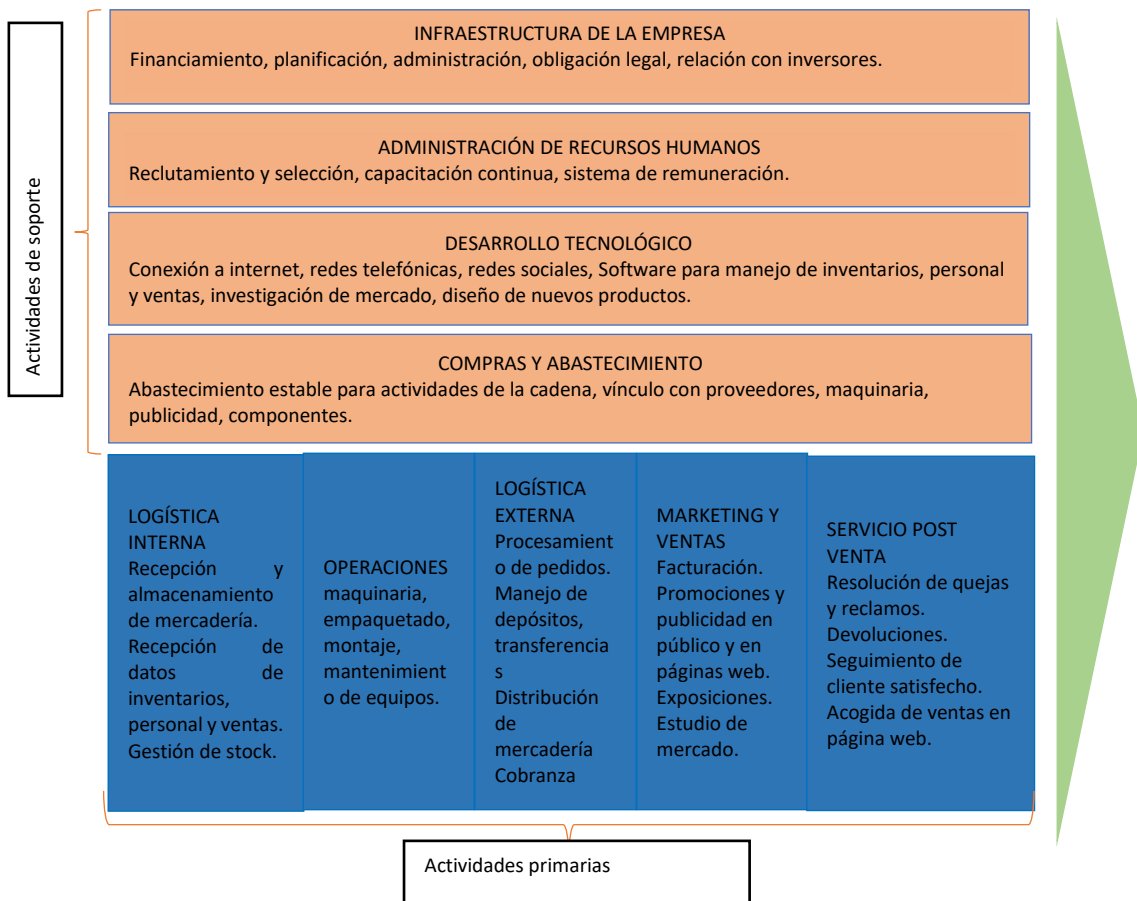 Actividades de soporte
INFRAESTRUCTURA DE LA EMPRESA
Financiamiento, planificación, administración, obligación legal, relación con inversores.
ADMINISTRACIÓN DE RECURSOS HUMANOS
Reclutamiento y selección, capacitación continua, sistema de remuneración.
DESARROLLO TECNOLÓGICO
Conexión a internet, redes telefónicas, redes sociales, Software para manejo de inventarios, personal
y ventas, investigación de mercado, diseño de nuevos productos.
COMPRAS Y ABASTECIMIENTO
Abastecimiento estable para actividades de la cadena, vínculo con proveedores, maquinaria,
publicidad, componentes.
LOGÍSTICA
INTERNA
Recepción y
almacenamiento
de mercadería.
Recepción de
datos de
inventarios,
personal y ventas.
Gestión de stock.
OPERACIONES
maquinaria,
empaquetado,
montaje,
mantenimient
o de equipos.
LOGÍSTICA
EXTERNA
Procesamient
o de pedidos.
Manejo de
depósitos,
transferencia
s
Distribución
de
mercadería
Cobranza
MARKETING Y
VENTAS
Facturación.
Promociones y
publicidad en
público y en
páginas web.
Exposiciones.
Estudio de
mercado.
SERVICIO POST
VENTA
Resolución de quejas
y reclamos.
Devoluciones.
Seguimiento de
cliente satisfecho.
Acogida de ventas en
página web.
Actividades primarias